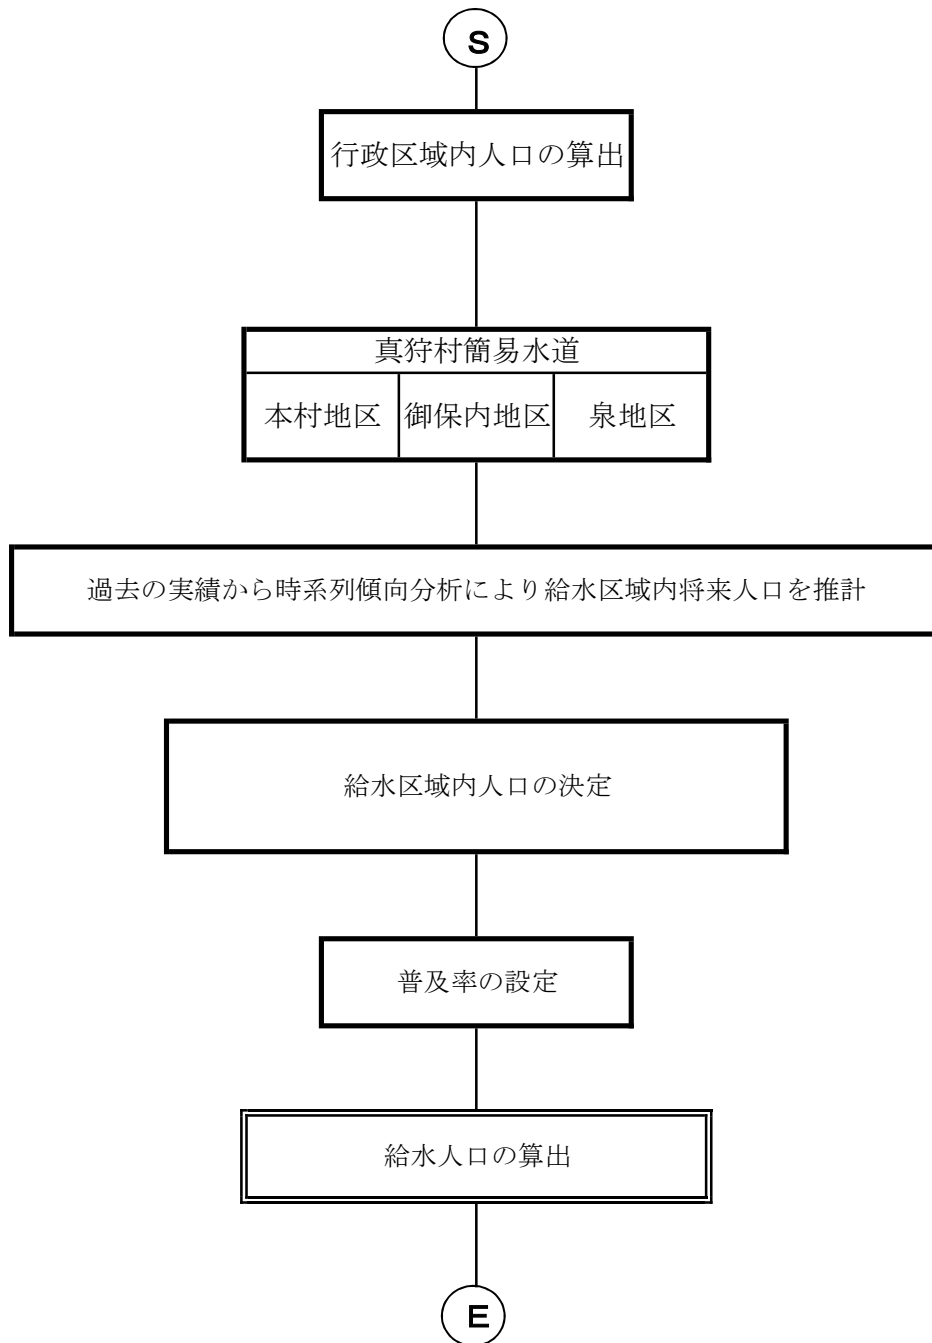 S
行政区域内人口の算出
真狩村簡易水道
本村地区 御保内地区 泉地区
過去の実績から時系列傾向分析により給水区域内将来人口を推計
給水区域内人口の決定
普及率の設定
給水人口の算出
E